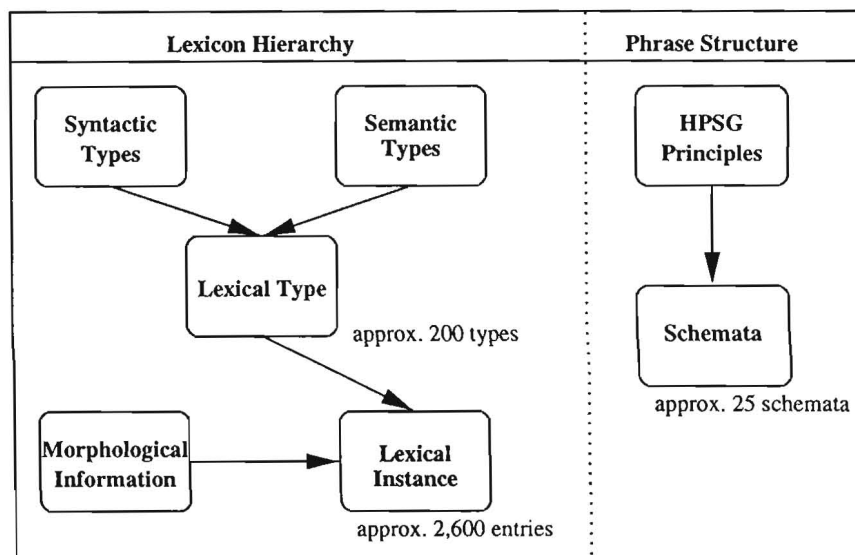 Lexicon Hierarchy
Phrase Structure
Syntactic
Types
Semantic
Types
HPSG
Principles
Lexical Type
approx. 200 types
Schemata
approx. 25 schemata
Morphological
Information
Lexical
Instance
approx. 2,600 entries